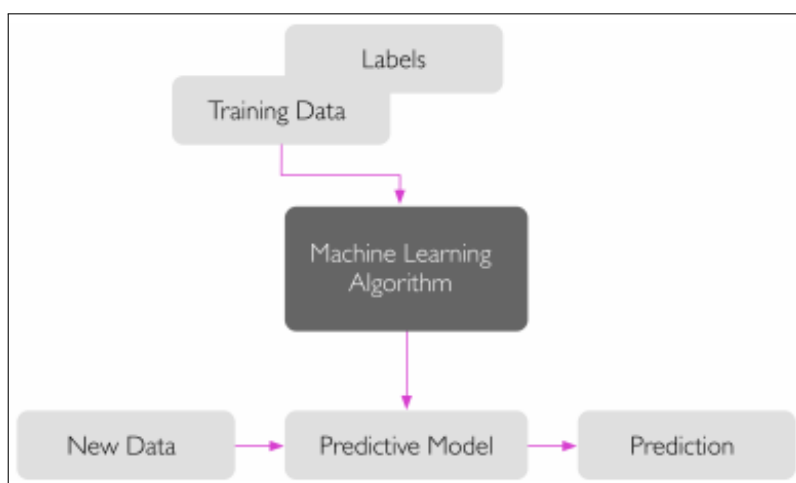 Labels
Training Data
Machine Learning
Algorithm
New Data
Predictive Model
Prediction